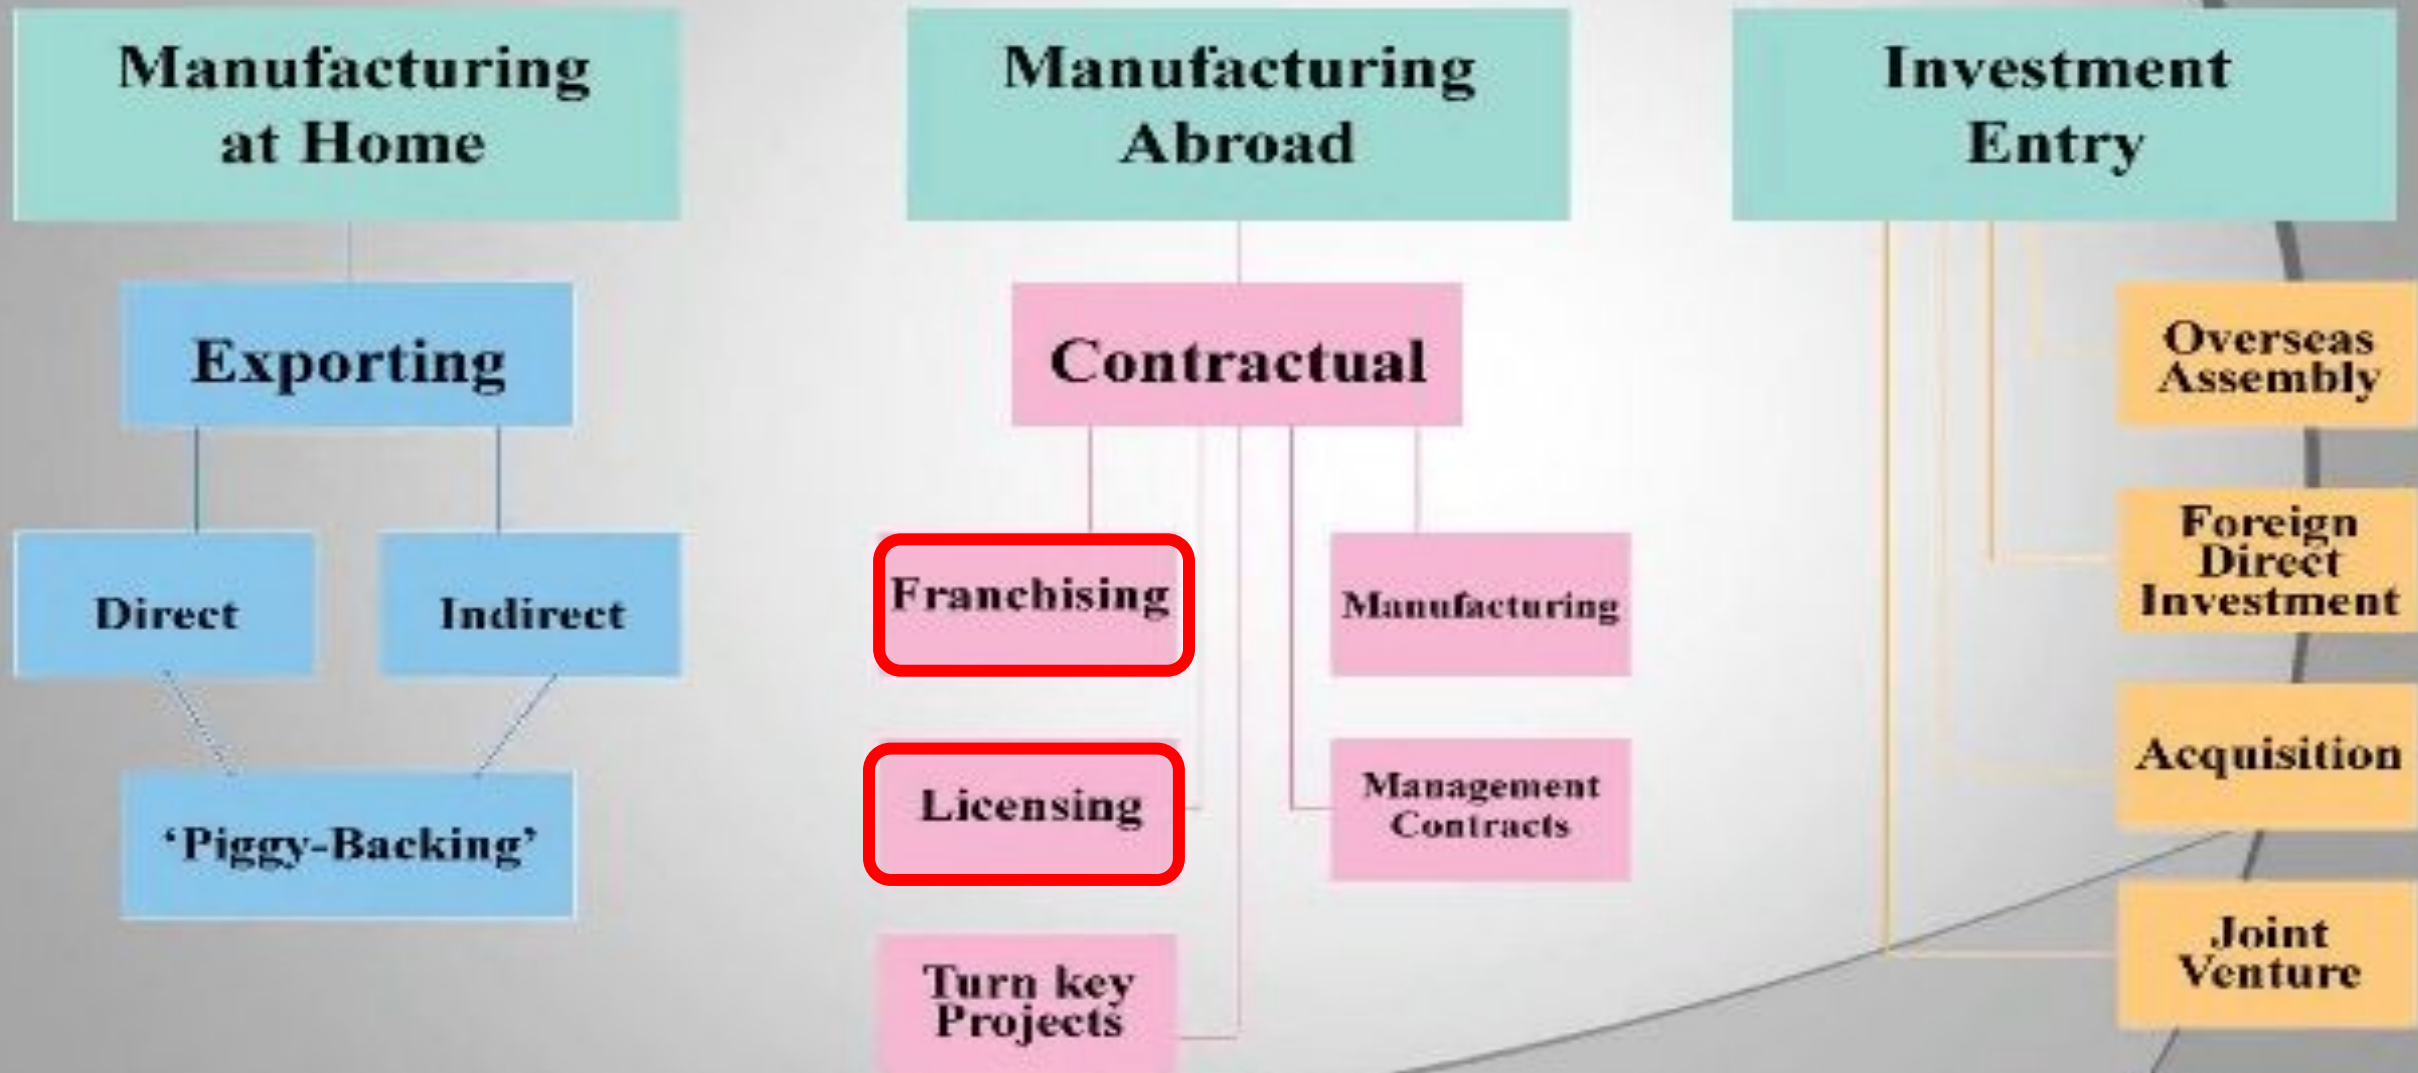 Manufacturing
at Home
Manufacturing
Abroad
Investment
Entry
Exporting
Contractual
Overseas
Assembly
Direct
Indirect
Franchising
Manufacturing
Foreign
Direct
Investment
Licensing
Management
Contracts
Acquisition
‘Piggy-Backing’
Turn key
Projects
Joint
Venture